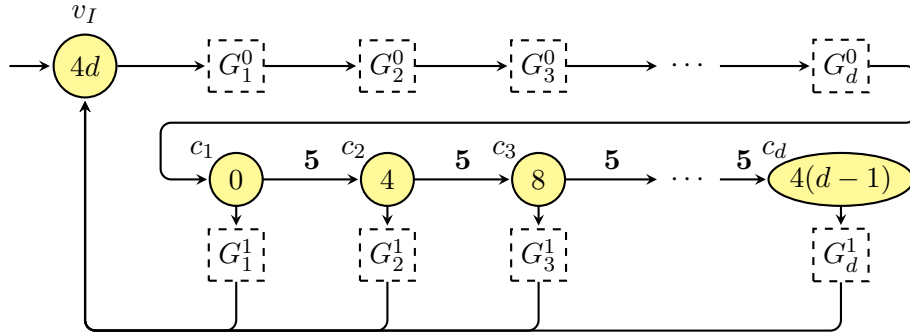 v_I
4d G_1^0 G_2^0 G_3^0 ⋯ G_d^0
c_1 5 c_2 5 c_3 5 5 c_d
0 4 8 ⋯ 4(d − 1)
G_1^1 G_2^1 G_3^1 G_d^1